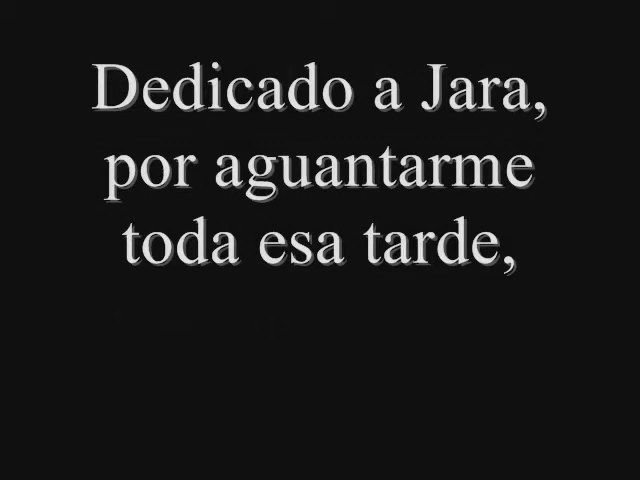 Dedicado a Jara,
por aguantarme
toda esa tarde,